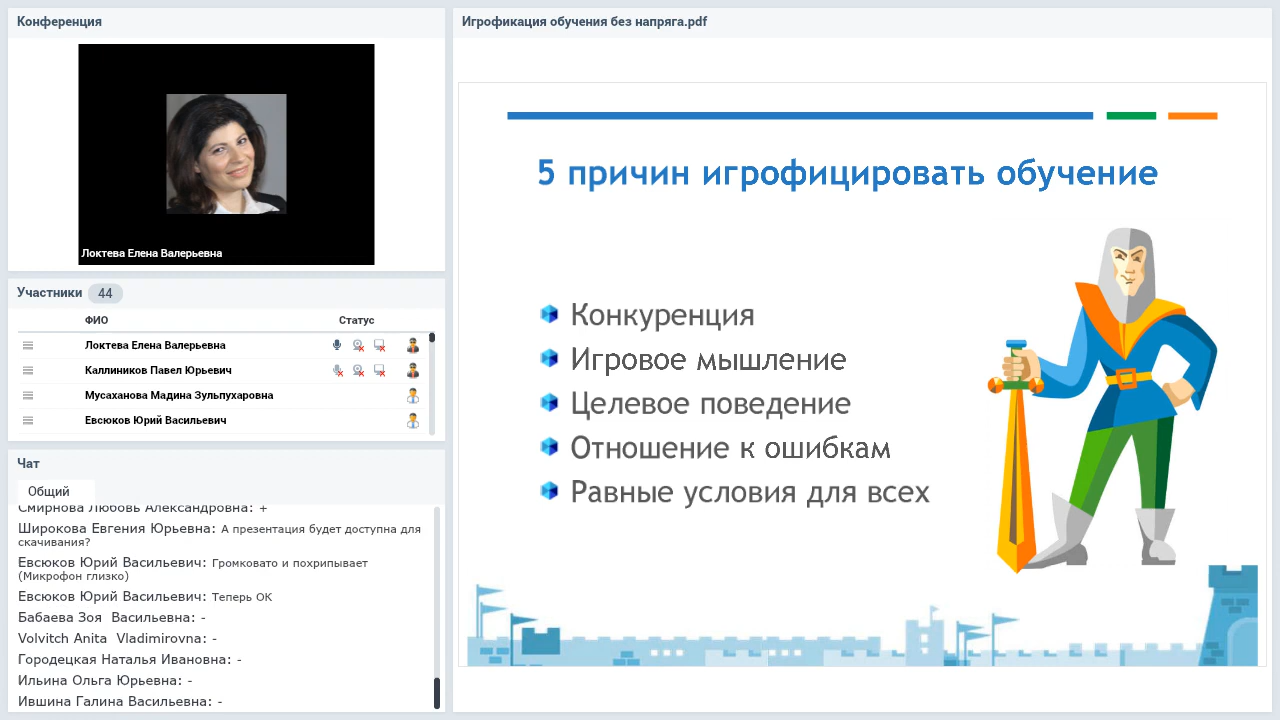 Конференция
Локтева Елена Валерьевна
Участники 44
ФИО Статус
Локтева Елена Валерьевна
Каллиников Павел Юрьевич
Мусаханова Мадина Зульпухаровна
Евсюков Юрий Васильевич
Чат
Общий
Смирнова Любовь Александровна: +
Широкова Евгения Юрьевна: А презентация будет доступна для
скачивания?
Евсюков Юрий Васильевич: Громковато и похрипывает
(Микрофон глизко)
Евсюков Юрий Васильевич: Теперь ОК
Бабаева Зоя  Васильевна: -
Volvitch Anita  Vladimirovna: -
Городецкая Наталья Ивановна: -
Ильина Ольга Юрьевна: -
Ившина Галина Васильевна: -
Игрофикация обучения без напряга.pdf
5 причин игрофицировать обучение
Конкуренция
Игровое мышление
Целевое поведение
Отношение к ошибкам
Равные условия для всех